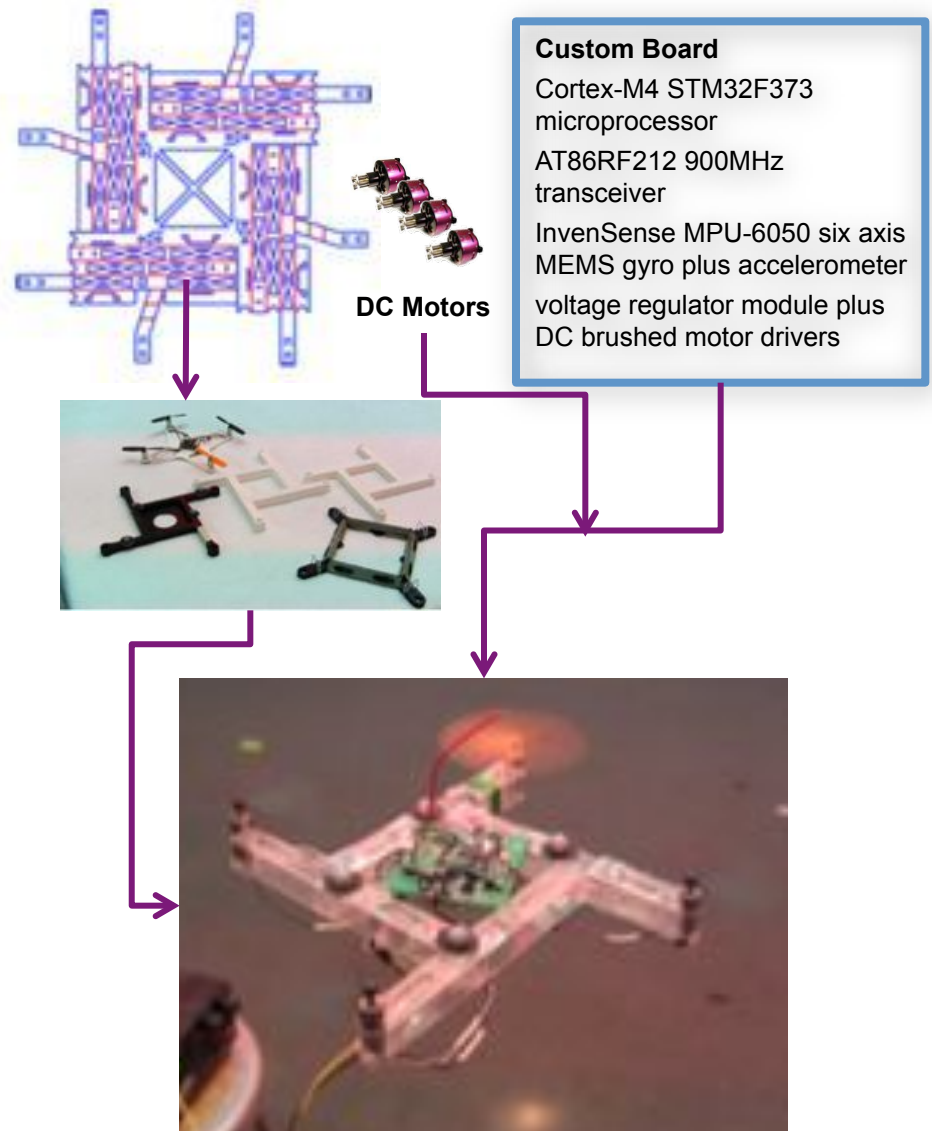 Custom Board
Cortex-M4 STM32F373
microprocessor
AT86RF212 900MHz
transceiver
InvenSense MPU-6050 six axis
MEMS gyro plus accelerometer
voltage regulator module plus
DC brushed motor drivers
DC Motors